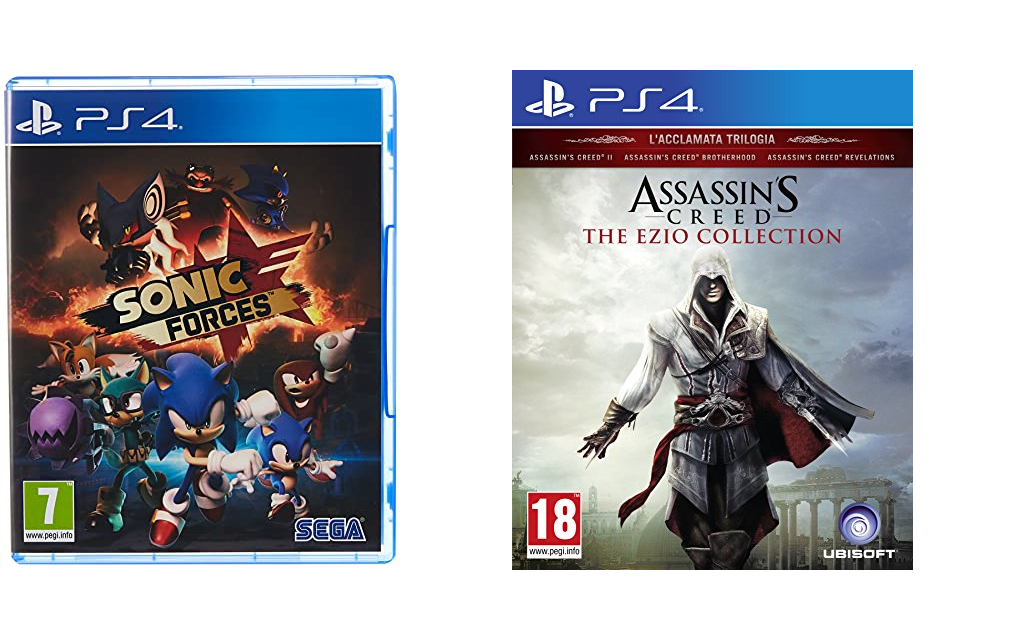 PS4
SONIC
FORCES™
7
www.pegi.info
SEGA®
PS4
L'ACCLAMATA TRILOGIA
ASSASSIN'S CREED® II ASSASSIN'S CREED® BROTHERHOOD ASSASSIN'S CREED® REVELATIONS
ASSASSIN'S
CREED
THE EZIO COLLECTION
18
www.pegi.info
UBISOFT